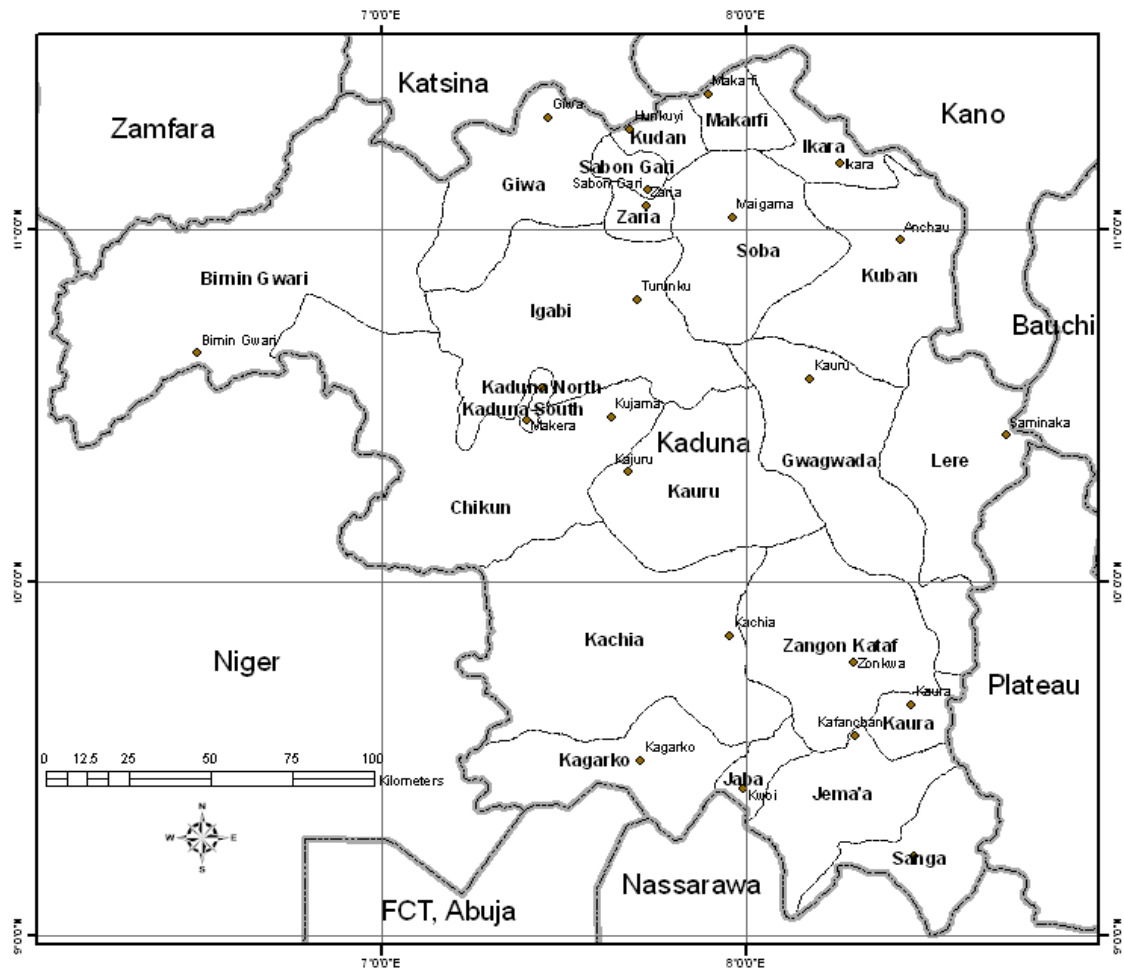 7°0'0"E
8°0'0"E
Katsina
Zamfara
Kano
Giwa
Makarfi
Makarfi
Hunkuyi
Kudan
Ikara
Ikara
Sabon Gari
Sabon Gari
Giwa
Zaria
Zaria
Maigama
Anchau
11°0'0"N
11°0'0"N
Soba
Kuban
Birnin Gwari
Turunku
Igabi
Bauchi
Birnin Gwari
Kauru
Kaduna North
Kaduna South
Makera
Kujama
Saminaka
Kaduna
Kajuru
Gwagwada
Lere
Kauru
Chikun
10°0'0"N
10°0'0"N
Kachia
Kachia
Zangon Kataf
Zonkwa
Niger
Plateau
Kaura
Kaura
Kafanchan
Kagarko
Kagarko
0 12.5 25 50 75 100
Kilometers
Jaba
Kwoi
Jema'a
N
W E
S
Sanga
Nassarawa
FCT, Abuja
9°0'0"N
9°0'0"N
7°0'0"E
8°0'0"E